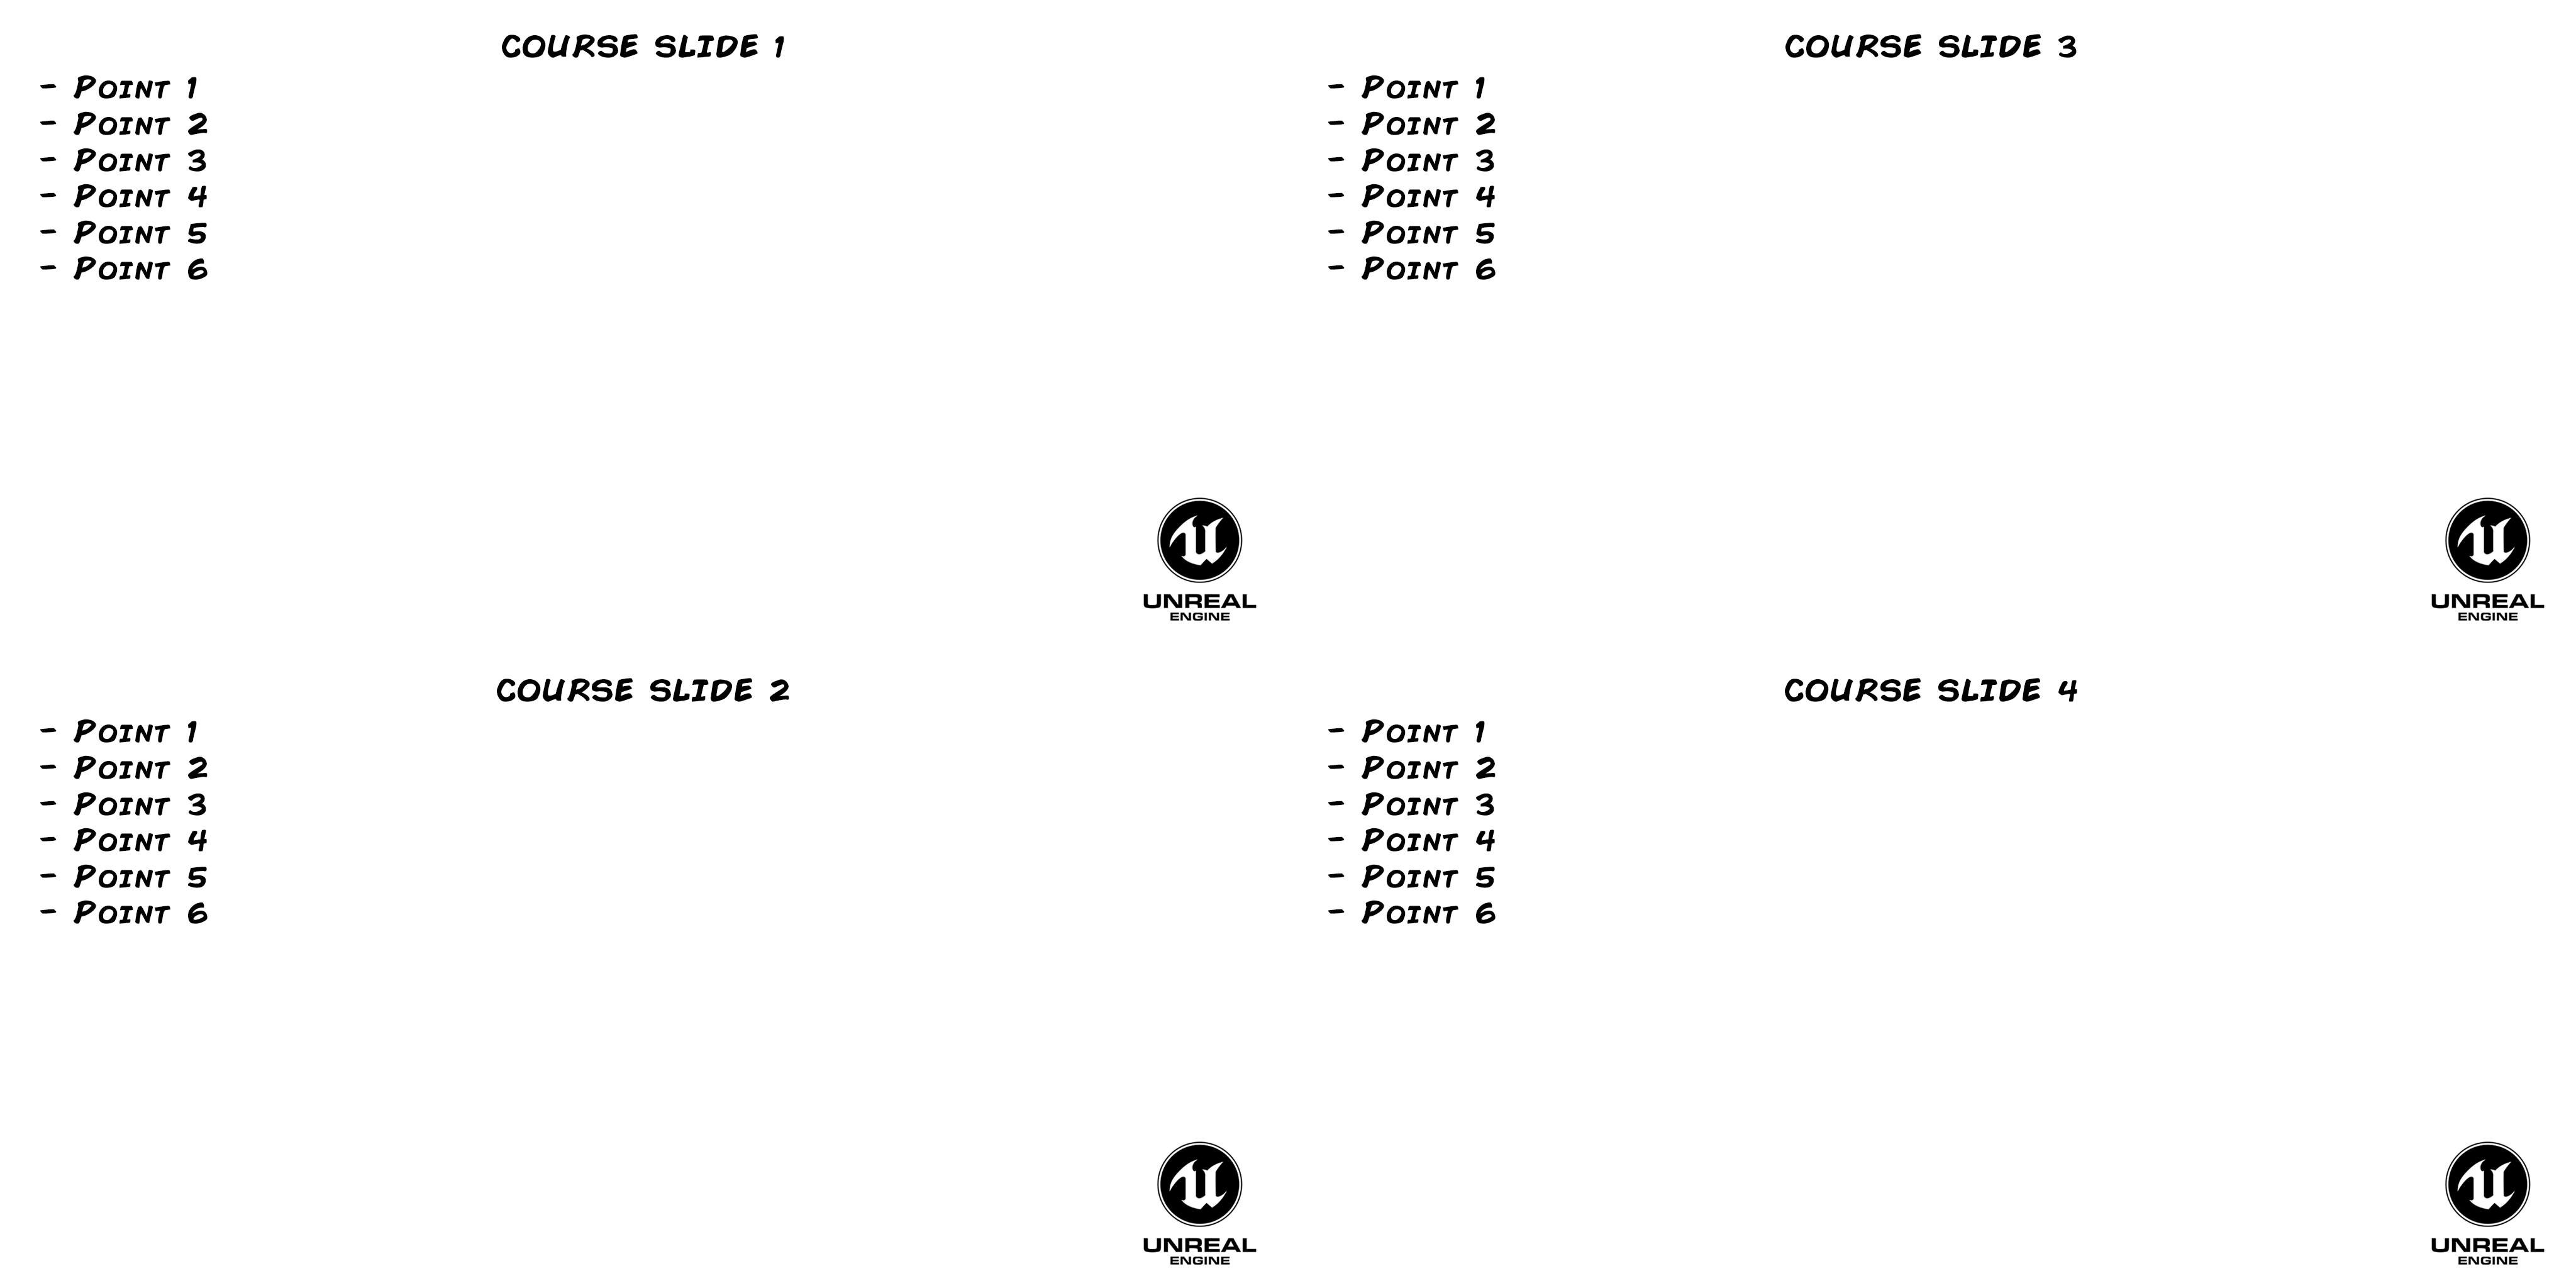 COURSE SLIDE 1
- POINT 1
- POINT 2
- POINT 3
- POINT 4
- POINT 5
- POINT 6
UNREAL
ENGINE
COURSE SLIDE 2
- POINT 1
- POINT 2
- POINT 3
- POINT 4
- POINT 5
- POINT 6
UNREAL
ENGINE
COURSE SLIDE 3
- POINT 1
- POINT 2
- POINT 3
- POINT 4
- POINT 5
- POINT 6
UNREAL
ENGINE
COURSE SLIDE 4
- POINT 1
- POINT 2
- POINT 3
- POINT 4
- POINT 5
- POINT 6
UNREAL
ENGINE